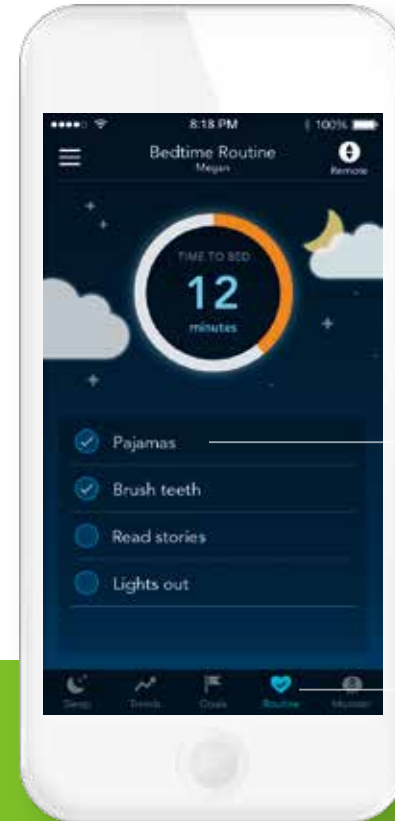 8:18 PM
100%
Bedtime Routine
Megan
Remote
TIME TO BED
12
minutes
Pajamas
Brush teeth
Read stories
Lights out
Sleep
Trends
Goals
Routine
Monster